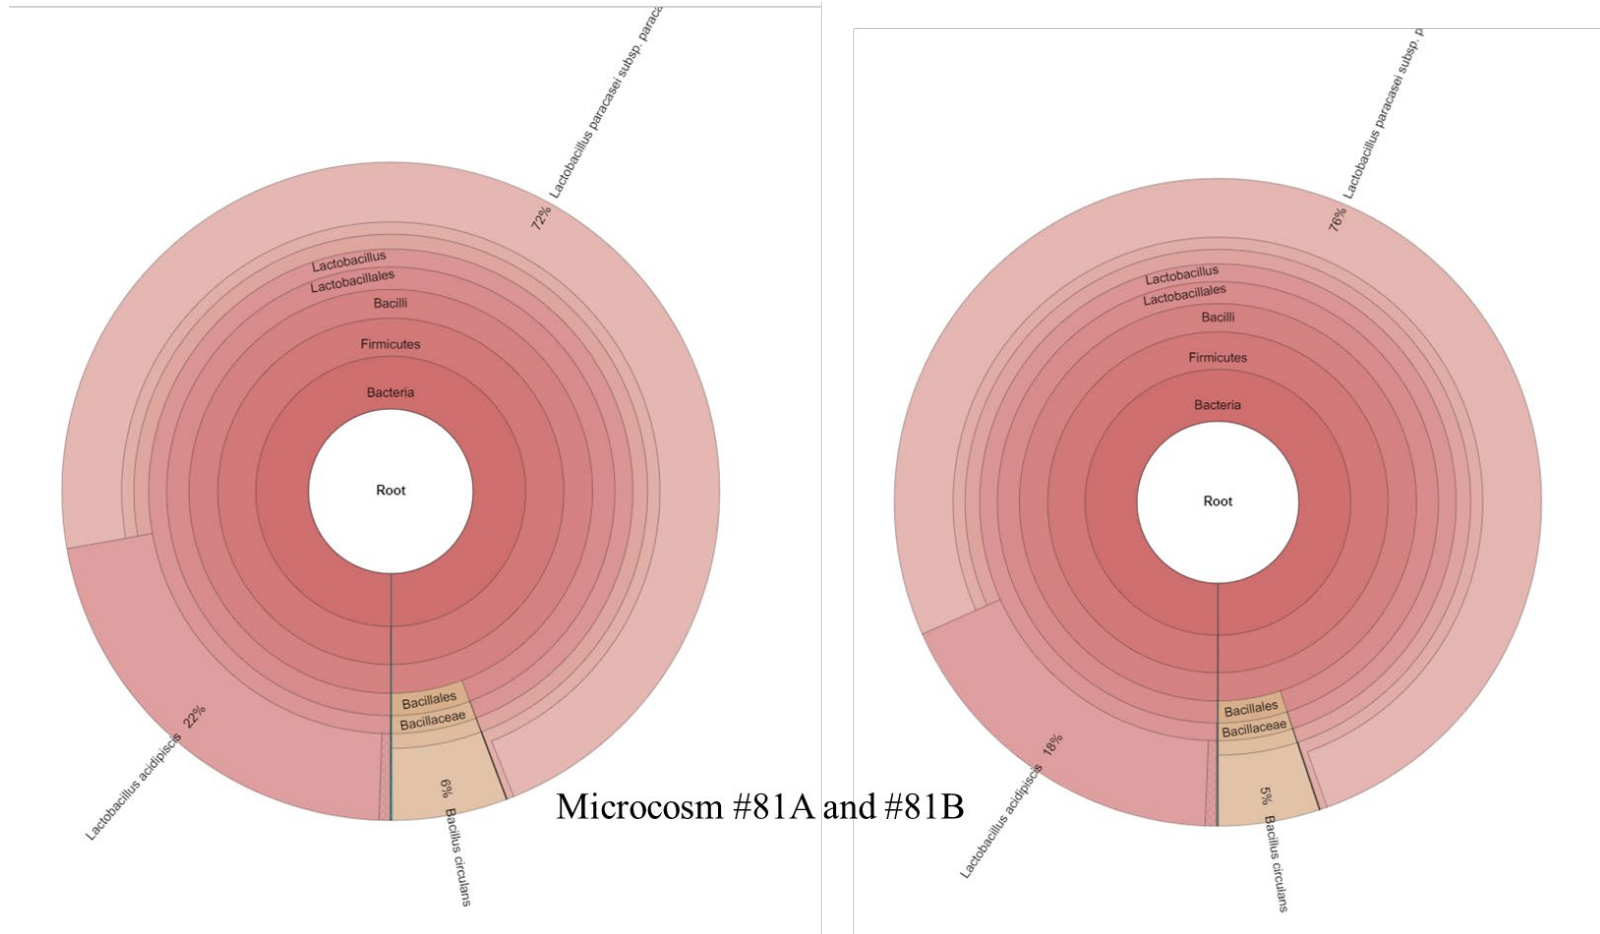 72% Lactobacillus paracasei subsp. paraca
Lactobacillus
Lactobacillales
Bacilli
Firmicutes
Bacteria
Root
Bacillales
Bacillaceae
22%
Lactobacillus acidipiscis
6% Bacillus circulans
76% Lactobacillus paracasei subsp. p
Lactobacillus
Lactobacillales
Bacilli
Firmicutes
Bacteria
Root
Bacillales
Bacillaceae
Lactobacillus acidipiscis 18%
5% Bacillus circulans
Microcosm #81A and #81B